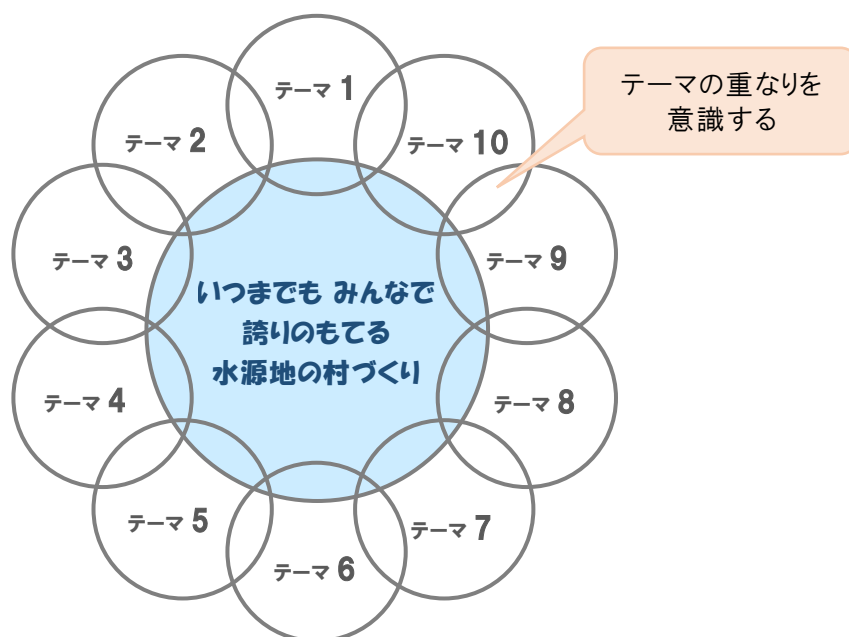 テーマ 1
テーマ 2
テーマ 10
テーマの重なりを
意識する
テーマ 3
テーマ 9
いつまでも みんなで
誇りのもてる
水源地の村づくり
テーマ 4
テーマ 8
テーマ 5
テーマ 7
テーマ 6